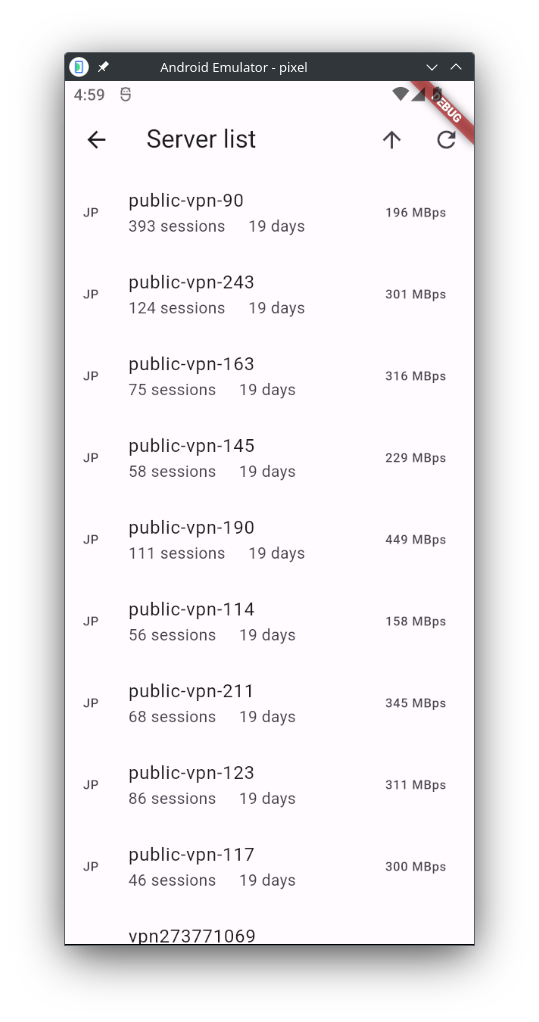 Android Emulator - pixel
4:59
DEBUG
Server list
public-vpn-90
JP
393 sessions 19 days
196 MBps
public-vpn-243
JP
124 sessions 19 days
301 MBps
public-vpn-163
JP
75 sessions 19 days
316 MBps
public-vpn-145
JP
58 sessions 19 days
229 MBps
public-vpn-190
JP
111 sessions 19 days
449 MBps
public-vpn-114
JP
56 sessions 19 days
158 MBps
public-vpn-211
JP
68 sessions 19 days
345 MBps
public-vpn-123
JP
86 sessions 19 days
311 MBps
public-vpn-117
JP
46 sessions 19 days
300 MBps
vpn273771069